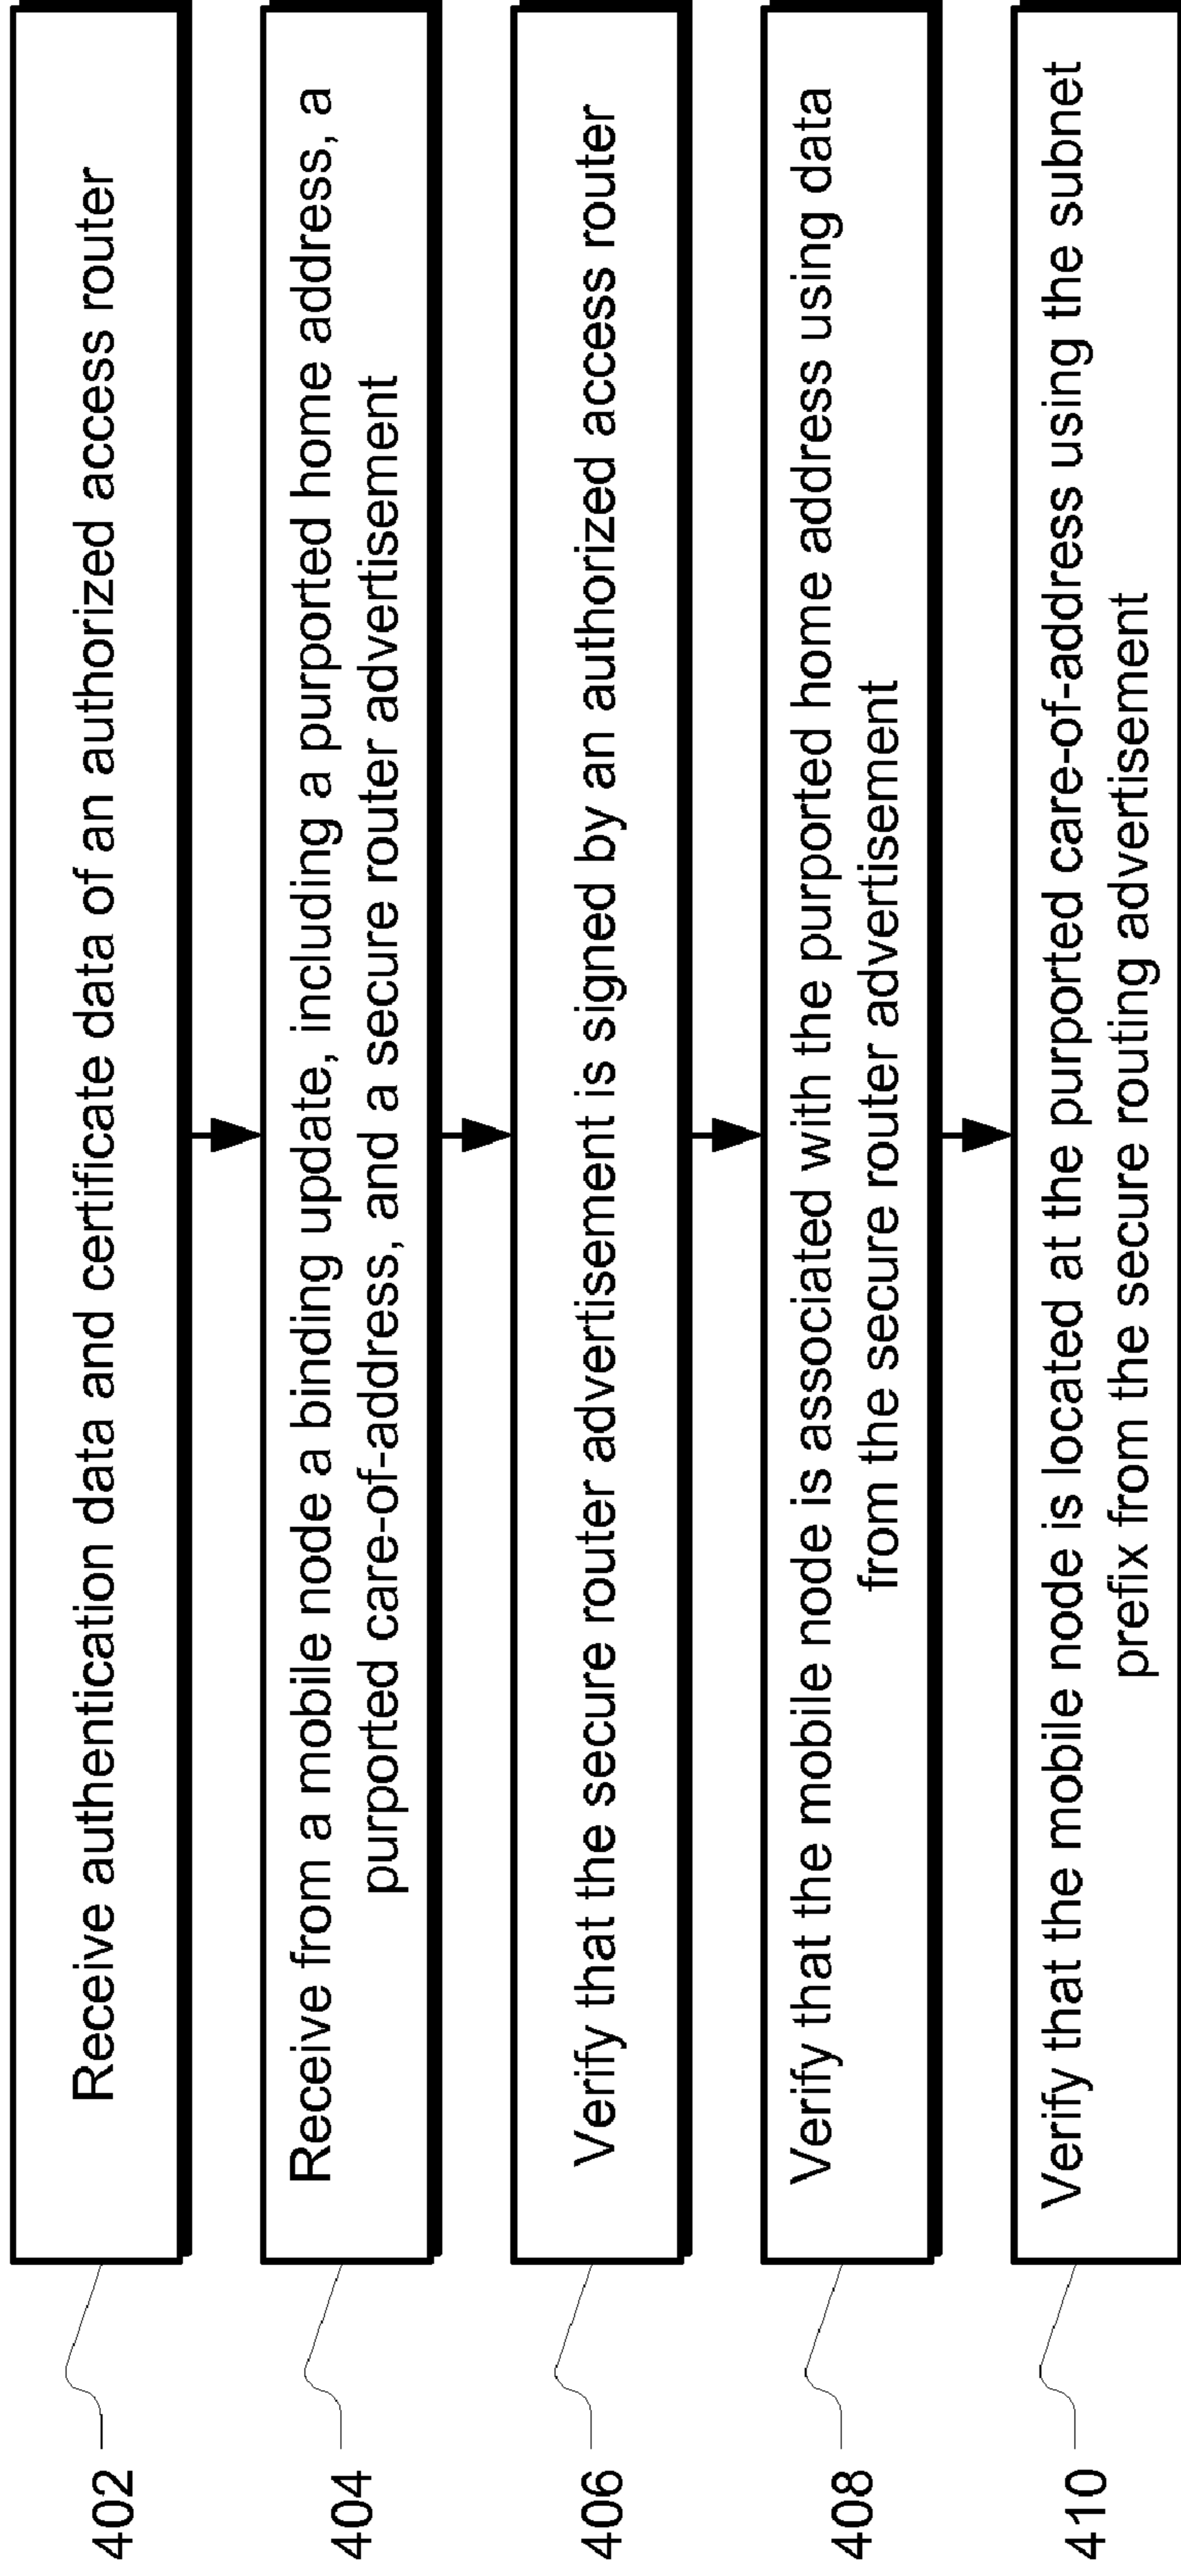 402
Receive authentication data and certificate data of an authorized access router
404
Receive from a mobile node a binding update, including a purported home address, a
purported care-of-address, and a secure router advertisement
406
Verify that the secure router advertisement is signed by an authorized access router
408
Verify that the mobile node is associated with the purported home address using data
from the secure router advertisement
410
Verify that the mobile node is located at the purported care-of-address using the subnet
prefix from the secure routing advertisement